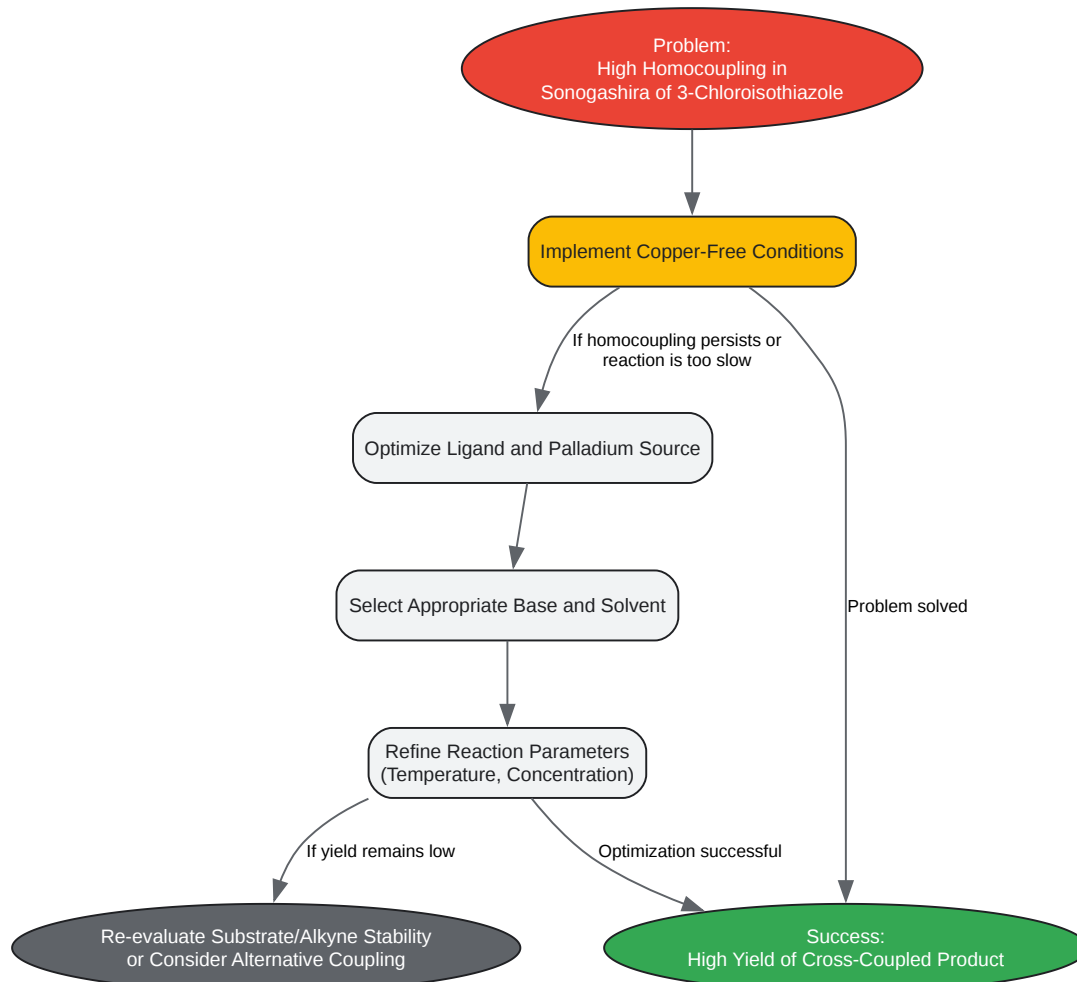 Problem:
High Homocoupling in
Sonogashira of 3-Chloroisothiazole
Implement Copper-Free Conditions
If homocoupling persists or
reaction is too slow
Optimize Ligand and Palladium Source
Select Appropriate Base and Solvent
Problem solved
Refine Reaction Parameters
(Temperature, Concentration)
If yield remains low
Optimization successful
Re-evaluate Substrate/Alkyne Stability
or Consider Alternative Coupling
Success:
High Yield of Cross-Coupled Product